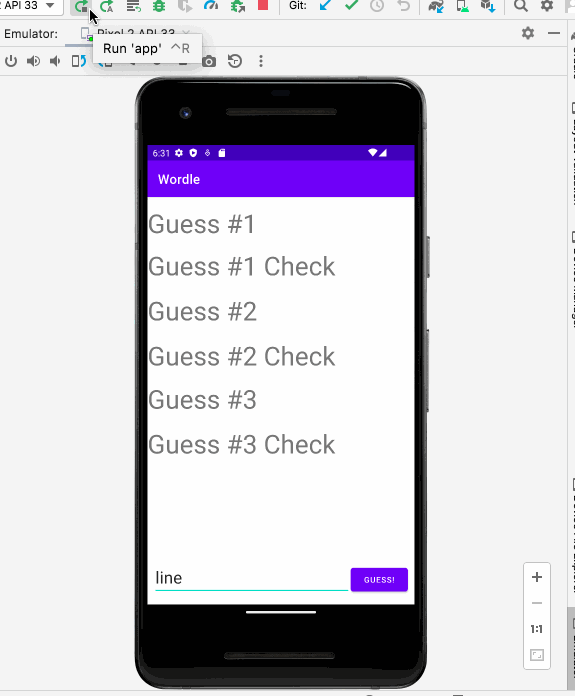 API 33
Git:
Emulator:
Pixel 2 API 33
Run 'app' ^R
6:31
Wordle
Guess #1
Guess #1 Check
Guess #2
Guess #2 Check
Guess #3
Guess #3 Check
line
GUESS!
1:1